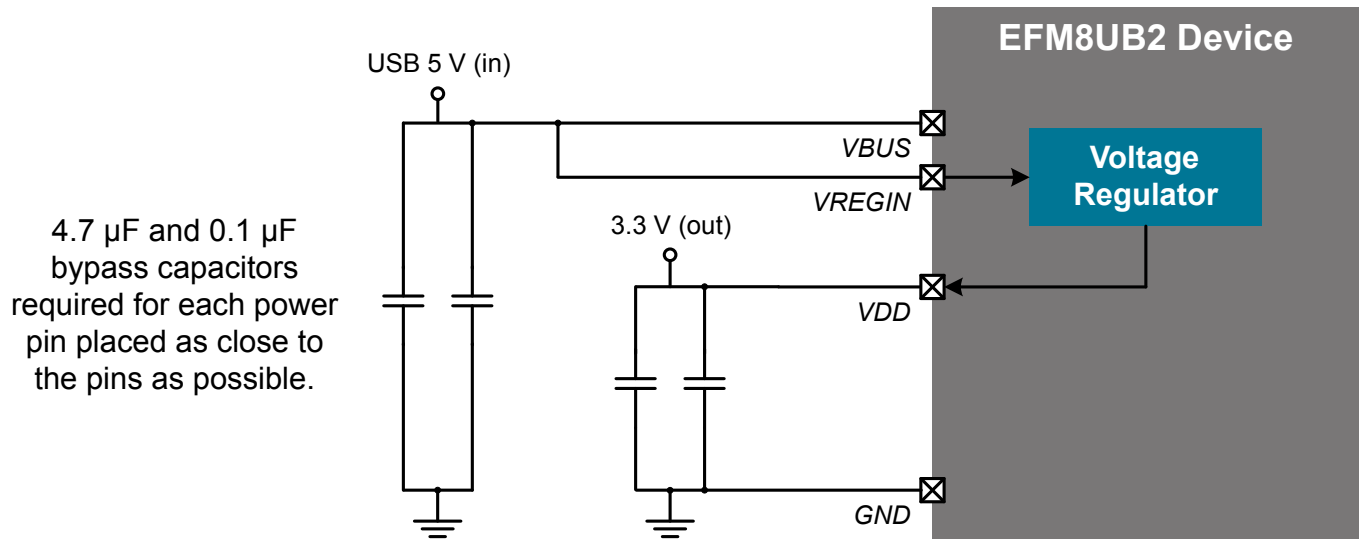 EFM8UB2 Device
USB 5 V (in)
VBUS
Voltage
Regulator
VREGIN
4.7 µF and 0.1 µF
bypass capacitors
required for each power
pin placed as close to
the pins as possible.
3.3 V (out)
VDD
GND